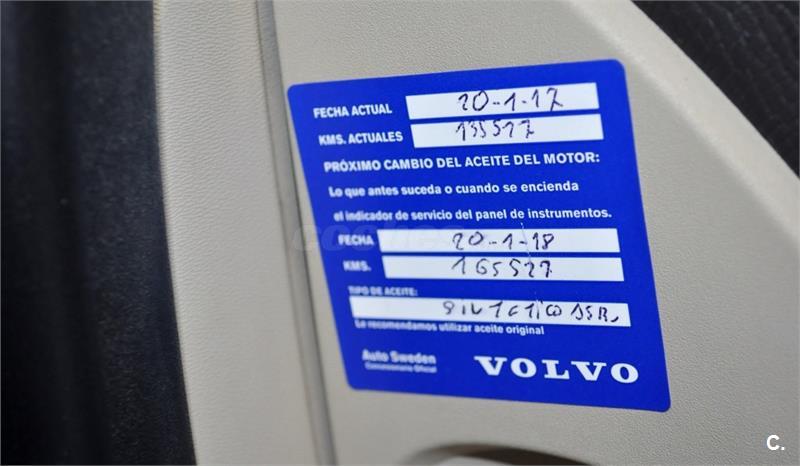 FECHA ACTUAL 20-1-17
KMS. ACTUALES 135527
PRÓXIMO CAMBIO DEL ACEITE DEL MOTOR:
Lo que antes suceda o cuando se encienda
el indicador de servicio del panel de instrumentos.
FECHA 20-1-18
KMS. 165527
TIPO DE ACEITE:
Le recomendamos utilizar aceite original
Auto Sweden
Concesionario Oficial
VOLVO
C.